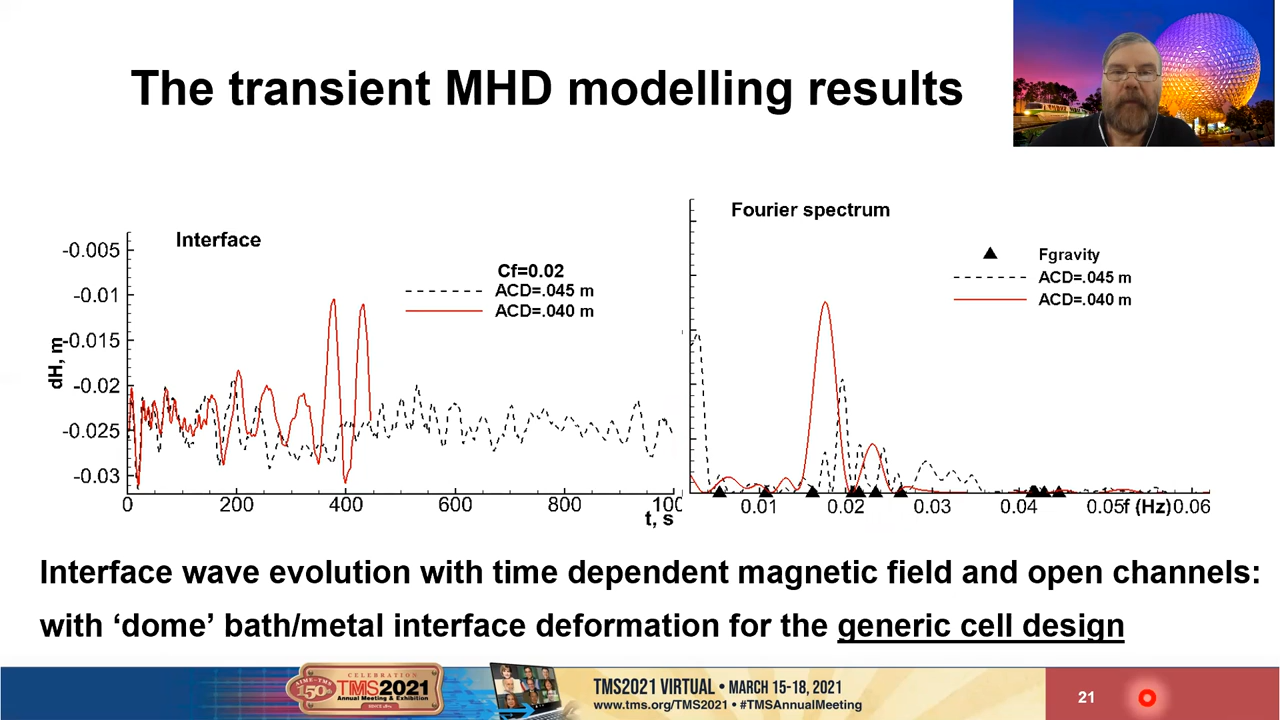 The transient MHD modelling results
Interface
Cf=0.02
ACD=.045 m
ACD=.040 m
dH, m
-0.005
-0.01
-0.015
-0.02
-0.025
-0.03
0
200
400
600
800
100
t, s
Fourier spectrum
Fgravity
ACD=.045 m
ACD=.040 m
0.01
0.02
0.03
0.04
0.05
f (Hz)
0.06
Interface wave evolution with time dependent magnetic field and open channels:
with ‘dome’ bath/metal interface deformation for the generic cell design
CELEBRATION
AIME-TMS
150th
TMS2021
Annual Meeting & Exhibition
TMS2021 VIRTUAL • MARCH 15-18, 2021
www.tms.org/TMS2021 • #TMSAnnualMeeting
21